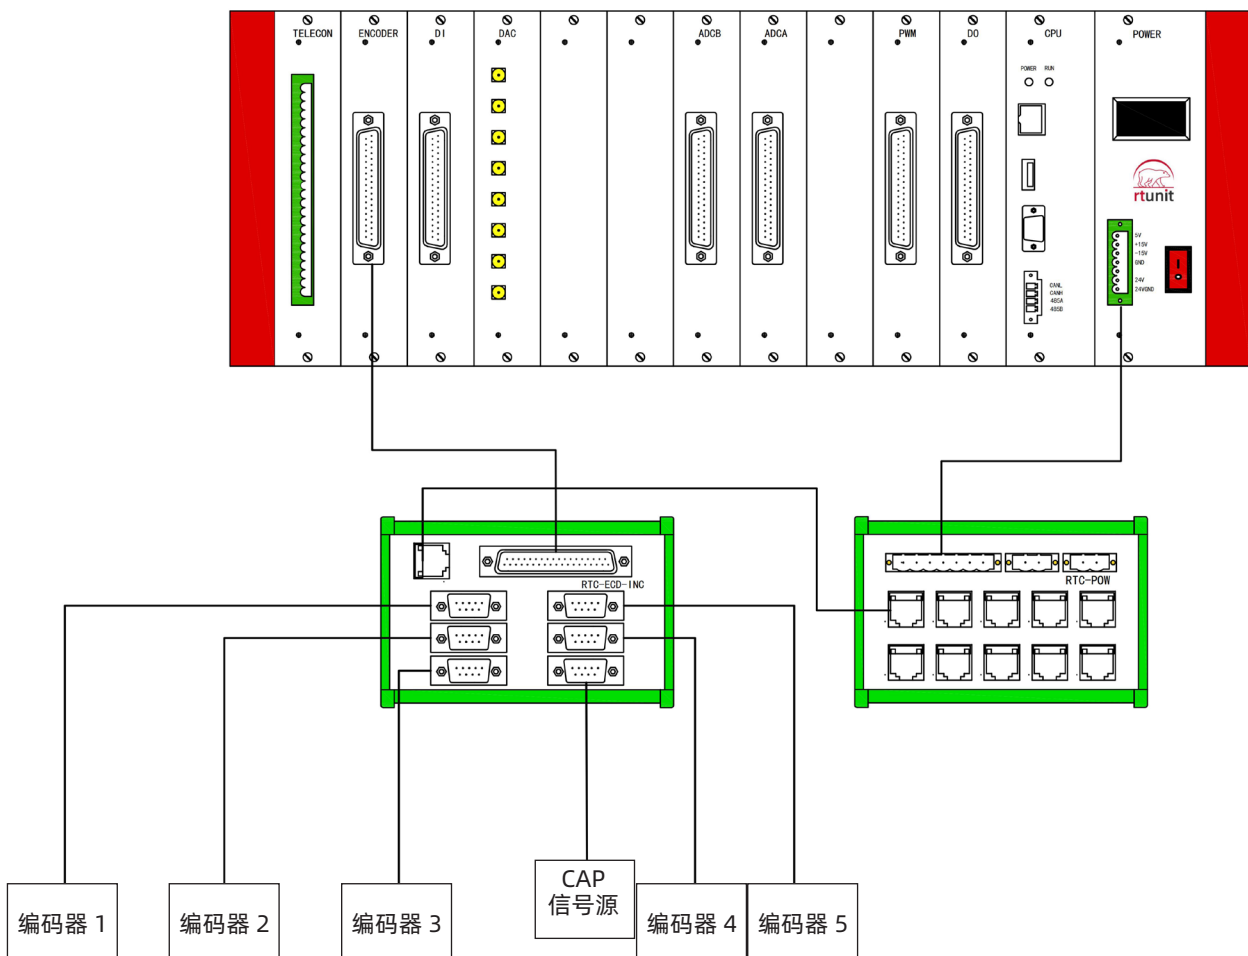 TELECON ENCODER DI DAC ADCB ADCA PWM DO CPU POWER
POWER RUN
rtunit
5V
+15V
-15V
GND
24V
24VGND
CANL
CANH
485A
485B
RTC-ECD-INC
RTC-POW
CAP
信号源
编码器 1
编码器 2
编码器 3
编码器 4
编码器 5